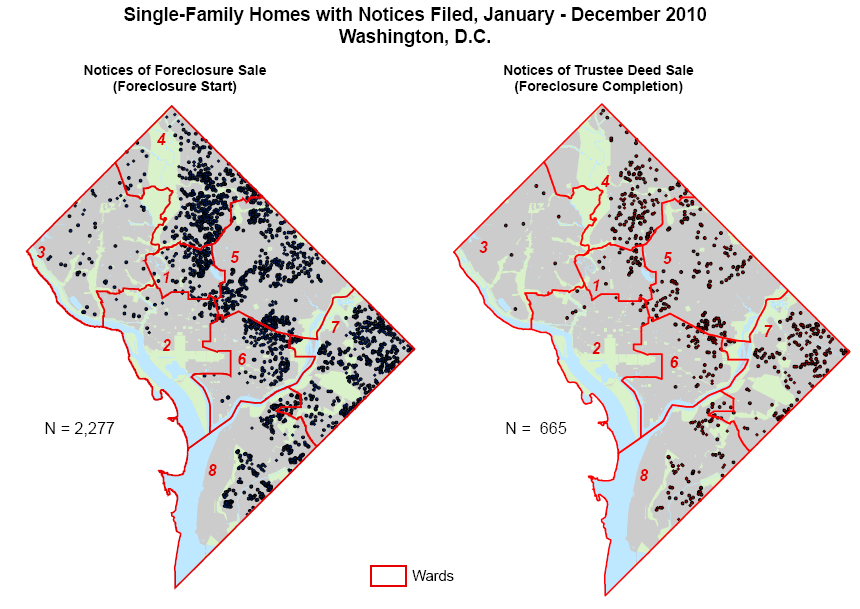 Single-Family Homes with Notices Filed, January - December 2010
Washington, D.C.
Notices of Foreclosure Sale
(Foreclosure Start)
4
3
5
1
7
2
6
N = 2,277
8
Notices of Trustee Deed Sale
(Foreclosure Completion)
4
3
5
1
7
2
6
N = 665
8
Wards